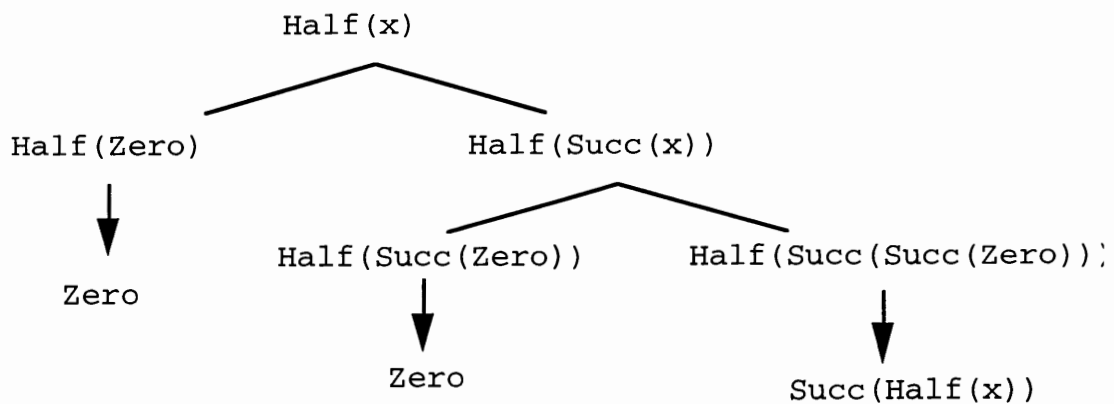 Half(x)
Half(Zero) Half(Succ(x))
Half(Succ(Zero)) Half(Succ(Succ(Zero)))
Zero
Zero
Succ(Half(x))